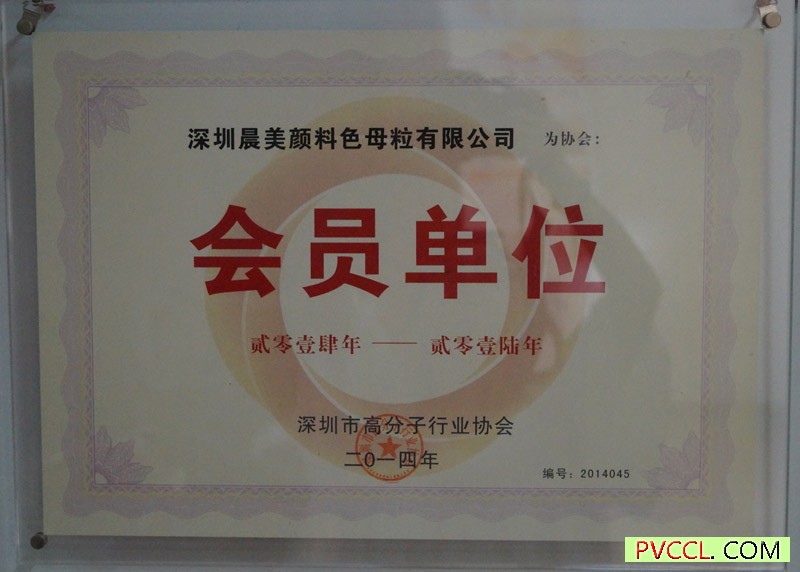 深圳晨美颜料色母粒有限公司 为协会：
会员单位
贰零壹肆年 —— 贰零壹陆年
深圳市高分子行业协会
二〇一四年
编号：2014045
PVCCL. COM